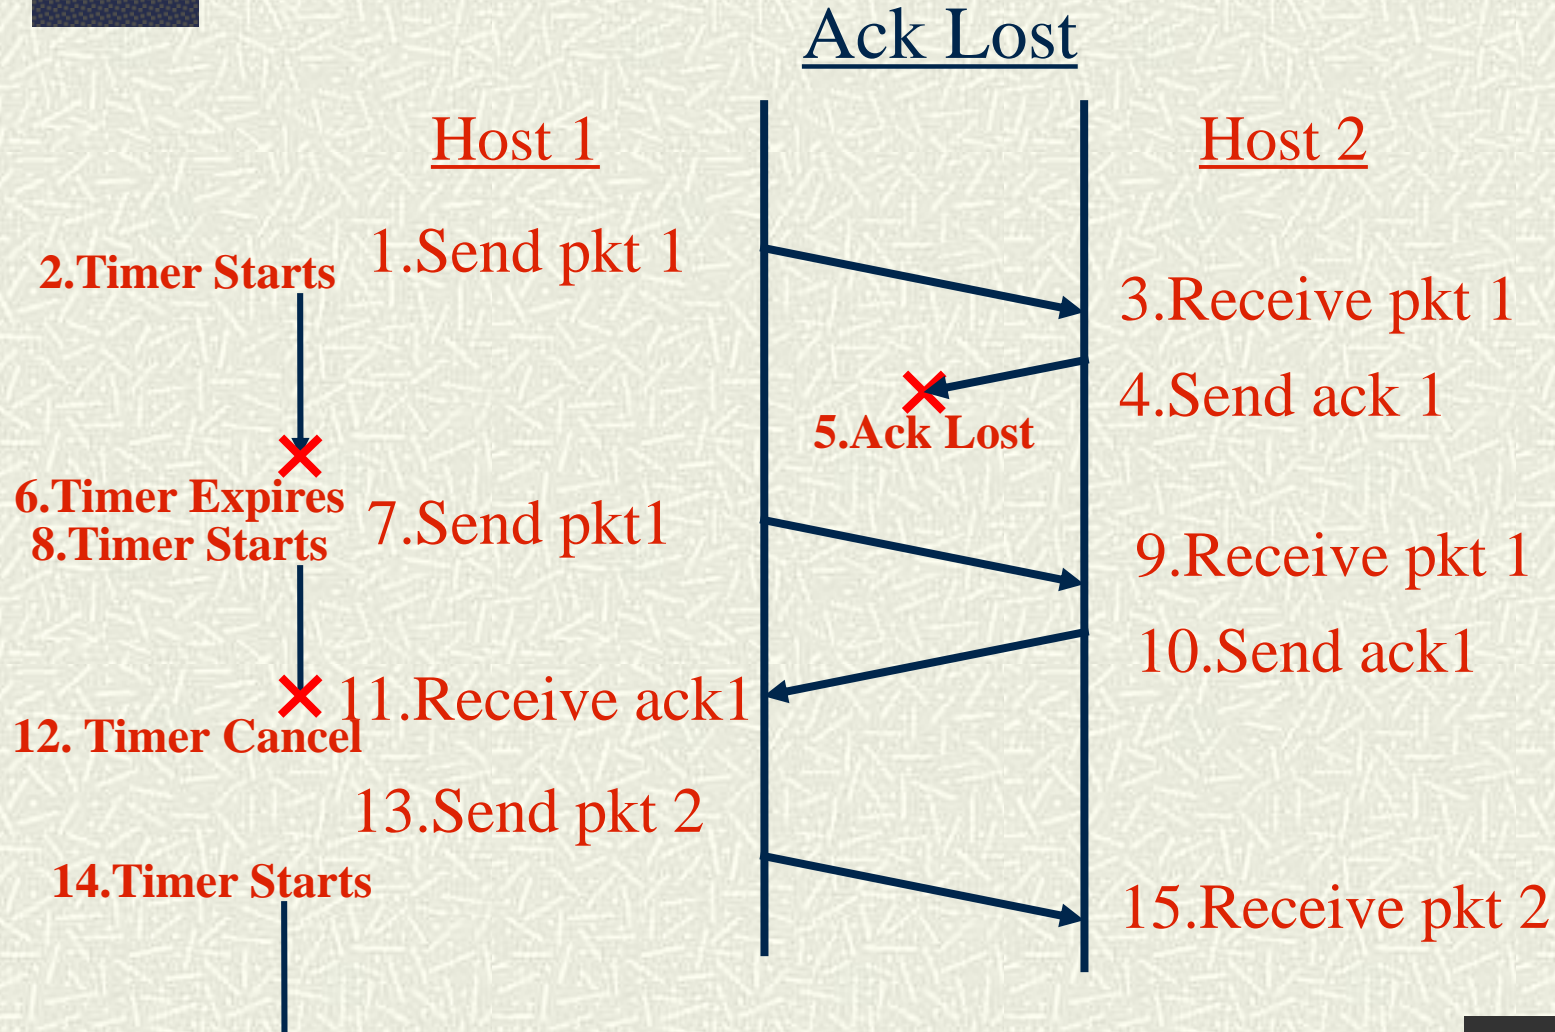 Ack Lost
Host 1
Host 2
1.Send pkt 1
2.Timer Starts
3.Receive pkt 1
4.Send ack 1
5.Ack Lost
6.Timer Expires
7.Send pkt1
8.Timer Starts
9.Receive pkt 1
10.Send ack1
11.Receive ack1
12. Timer Cancel
13.Send pkt 2
14.Timer Starts
15.Receive pkt 2